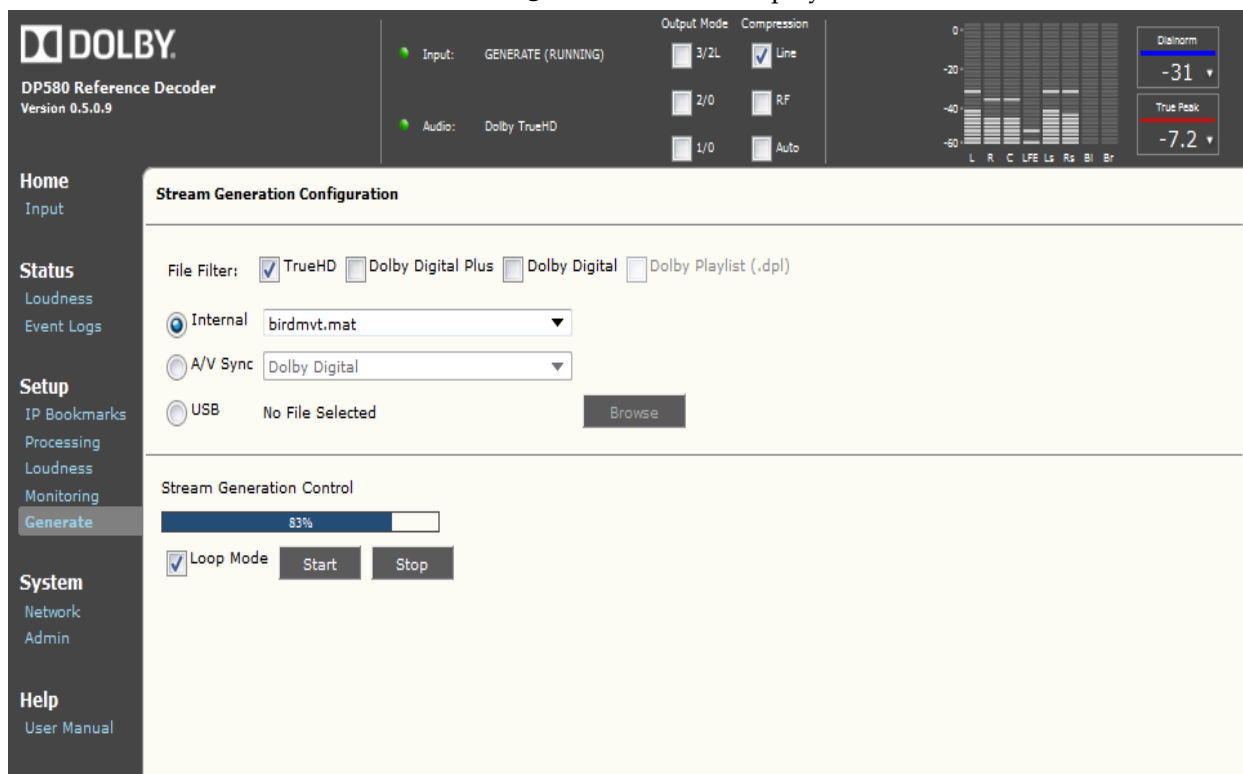 DOLBY.
DP580 Reference Decoder
Version 0.5.0.9
Input: GENERATE (RUNNING)
Audio: Dolby TrueHD
Output Mode Compression
3/2L Line
2/0 RF
1/0 Auto
0
-20
-40
-60
L R C LFE Ls Rs Bl Br
Dialnorm
-31
True Peak
-7.2
Home
Input
Status
Loudness
Event Logs
Setup
IP Bookmarks
Processing
Loudness
Monitoring
Generate
System
Network
Admin
Help
User Manual
Stream Generation Configuration
File Filter: TrueHD Dolby Digital Plus Dolby Digital Dolby Playlist (.dpl)
Internal birdmvt.mat
A/V Sync Dolby Digital
USB No File Selected Browse
Stream Generation Control
83%
Loop Mode Start Stop